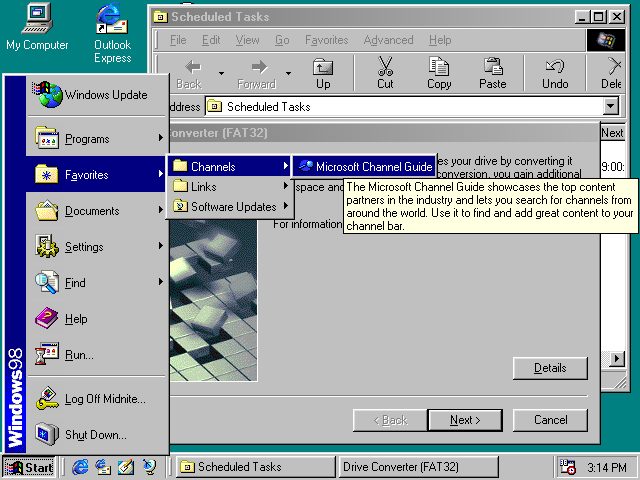 My Computer
Outlook
Express
Scheduled Tasks
File Edit View Go Favorites Advanced Help
Back
Forward
Up
Cut
Copy
Paste
Undo
Address
Scheduled Tasks
Next
9:00:
Converter (FAT32)
es your drive by converting it
conversion, you gain additional
space and
For information
Details
< Back
Next >
Cancel
Windows98
Windows Update
Programs
Favorites
Documents
Settings
Find
Help
Run...
Log Off Midnite...
Shut Down...
Channels
Links
Software Updates
Microsoft Channel Guide
The Microsoft Channel Guide showcases the top content
partners in the industry and lets you search for channels from
around the world. Use it to find and add great content to your
channel bar.
Start
Scheduled Tasks
Drive Converter (FAT32)
3:14 PM